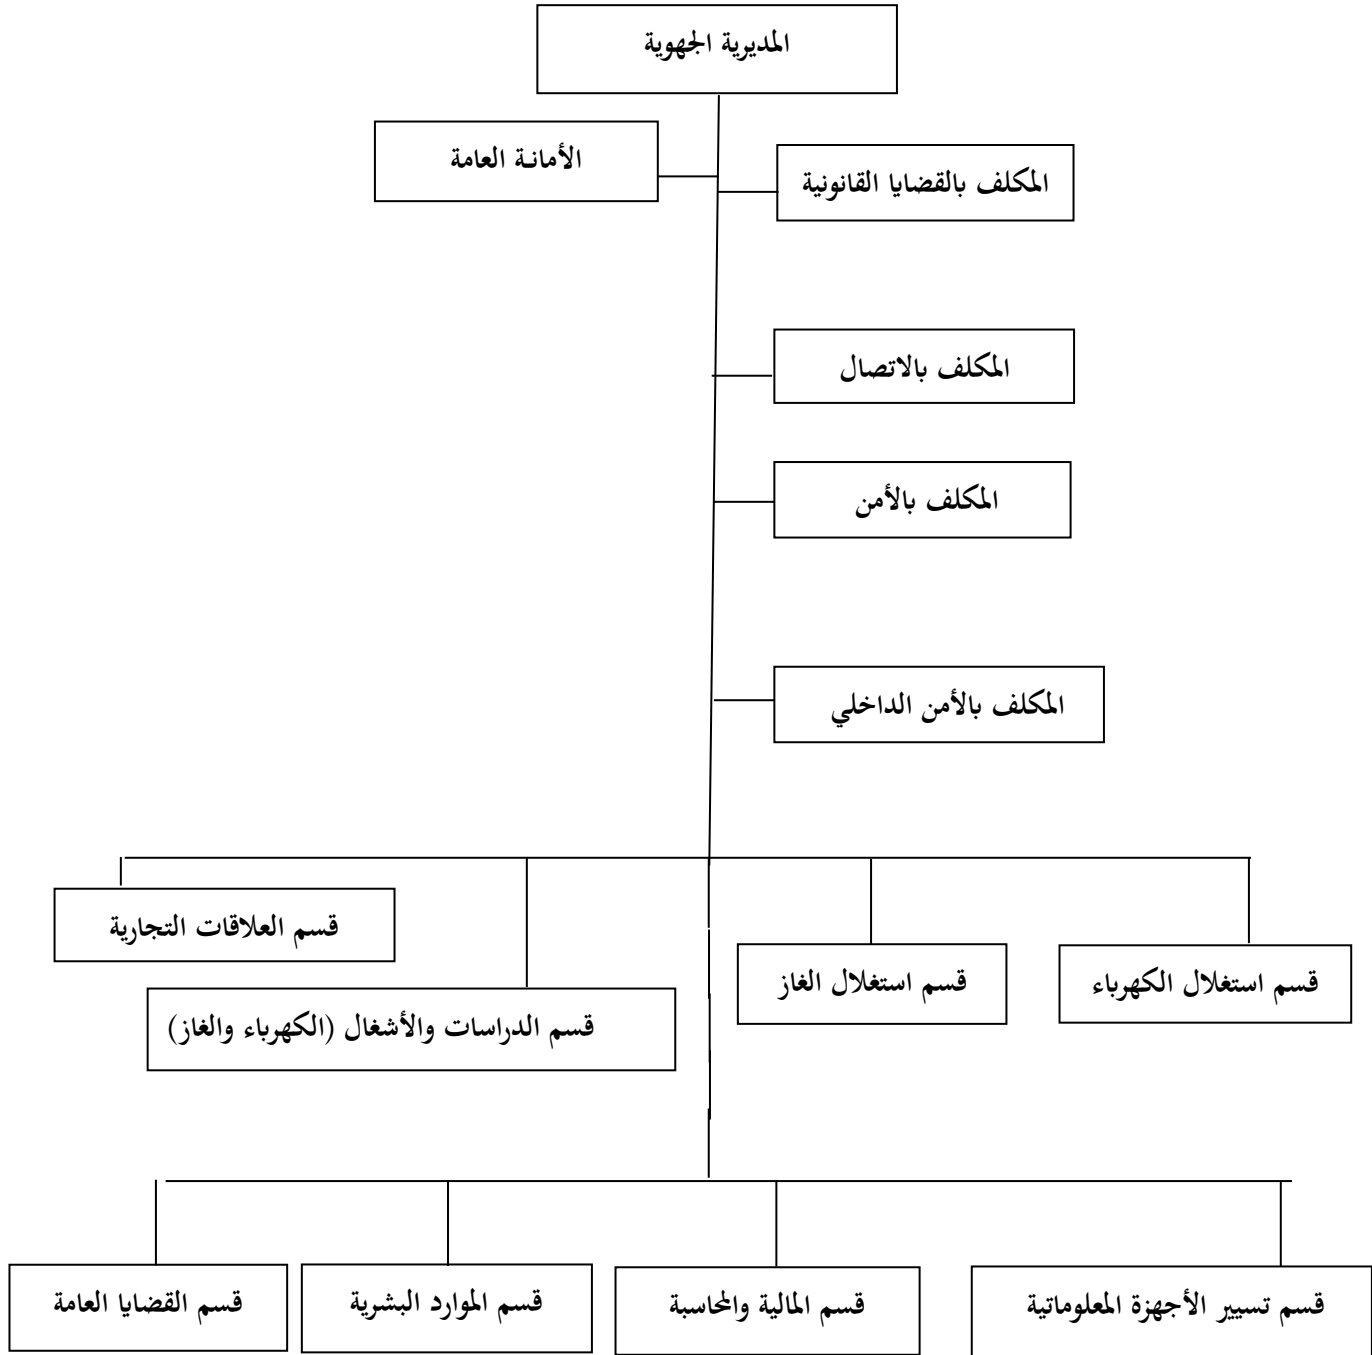 المديرية الجهوية
الأمانة العامة
المكلف بالقضايا القانونية
المكلف بالاتصال
المكلف بالأمن
المكلف بالأمن الداخلي
قسم استغلال الكهرباء
قسم استغلال الغاز
قسم الدراسات والأشغال (الكهرباء والغاز)
قسم العلاقات التجارية
قسم تسيير الأجهزة المعلوماتية
قسم المالية والمحاسبة
قسم الموارد البشرية
قسم القضايا العامة